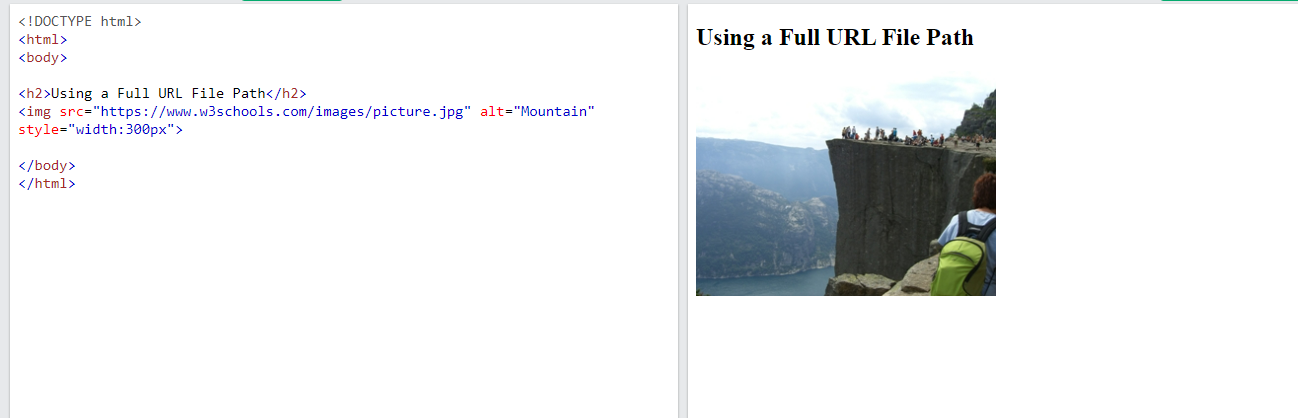 <!DOCTYPE html>
<html>
<body>
<h2>Using a Full URL File Path</h2>
<img src="https://www.w3schools.com/images/picture.jpg" alt="Mountain"
style="width:300px">
</body>
</html>
Using a Full URL File Path